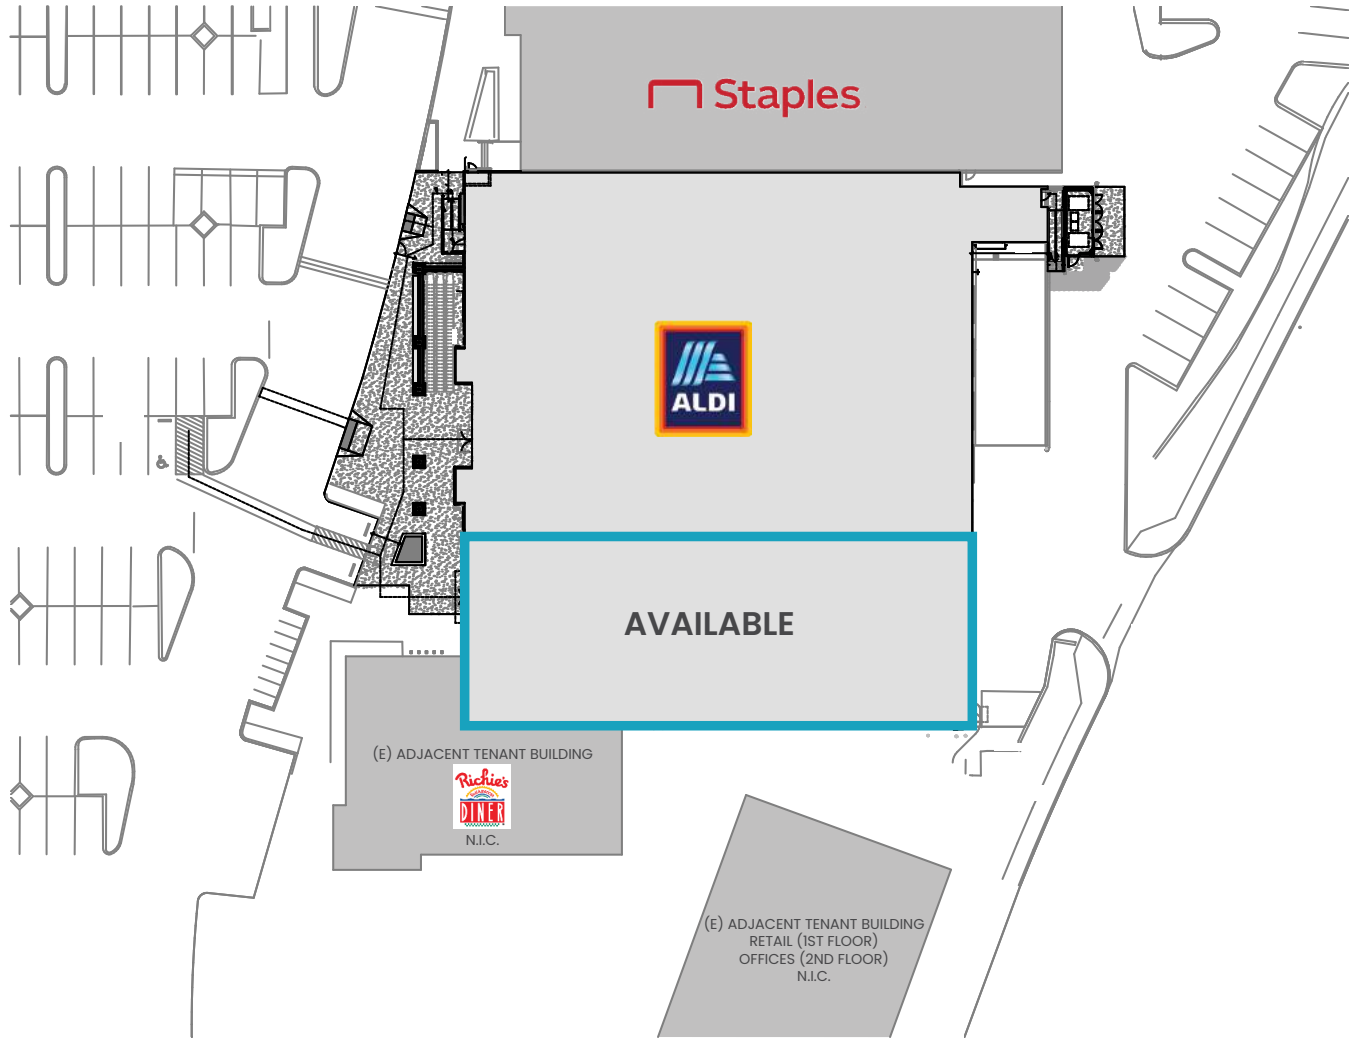 Staples
ALDI
AVAILABLE
(E) ADJACENT TENANT BUILDING
Richie's
DINER
N.I.C.
(E) ADJACENT TENANT BUILDING
RETAIL (1ST FLOOR)
OFFICES (2ND FLOOR)
N.I.C.